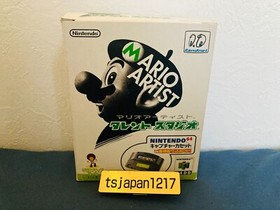 Nintendo
randnet
MARIO
ARTIST
マリオアーティスト
タレントスタジオ
NINTENDO64
キャプチャーカセット
tsjapan1217